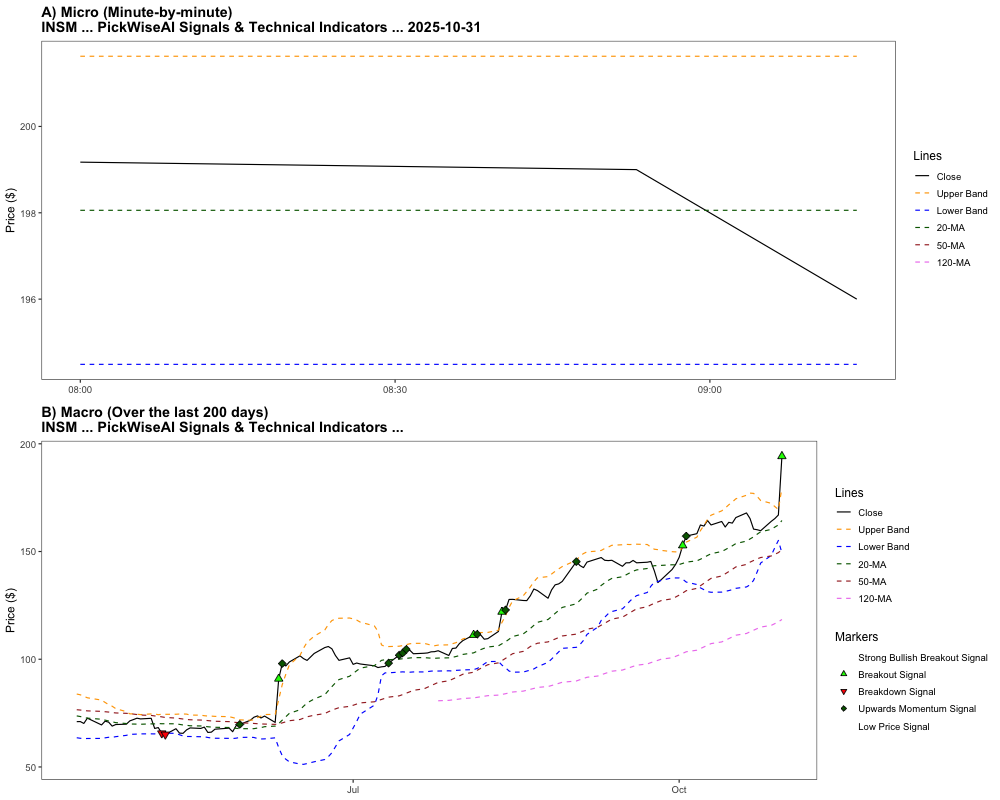 A) Micro (Minute-by-minute)
INSM ... PickWiseAI Signals & Technical Indicators ... 2025-10-31
Price ($)
200
198
196
08:00
08:30
09:00
Lines
Close
Upper Band
Lower Band
20-MA
50-MA
120-MA
B) Macro (Over the last 200 days)
INSM ... PickWiseAI Signals & Technical Indicators ...
Price ($)
200
150
100
50
Jul
Oct
Lines
Close
Upper Band
Lower Band
20-MA
50-MA
120-MA
Markers
Strong Bullish Breakout Signal
Breakout Signal
Breakdown Signal
Upwards Momentum Signal
Low Price Signal